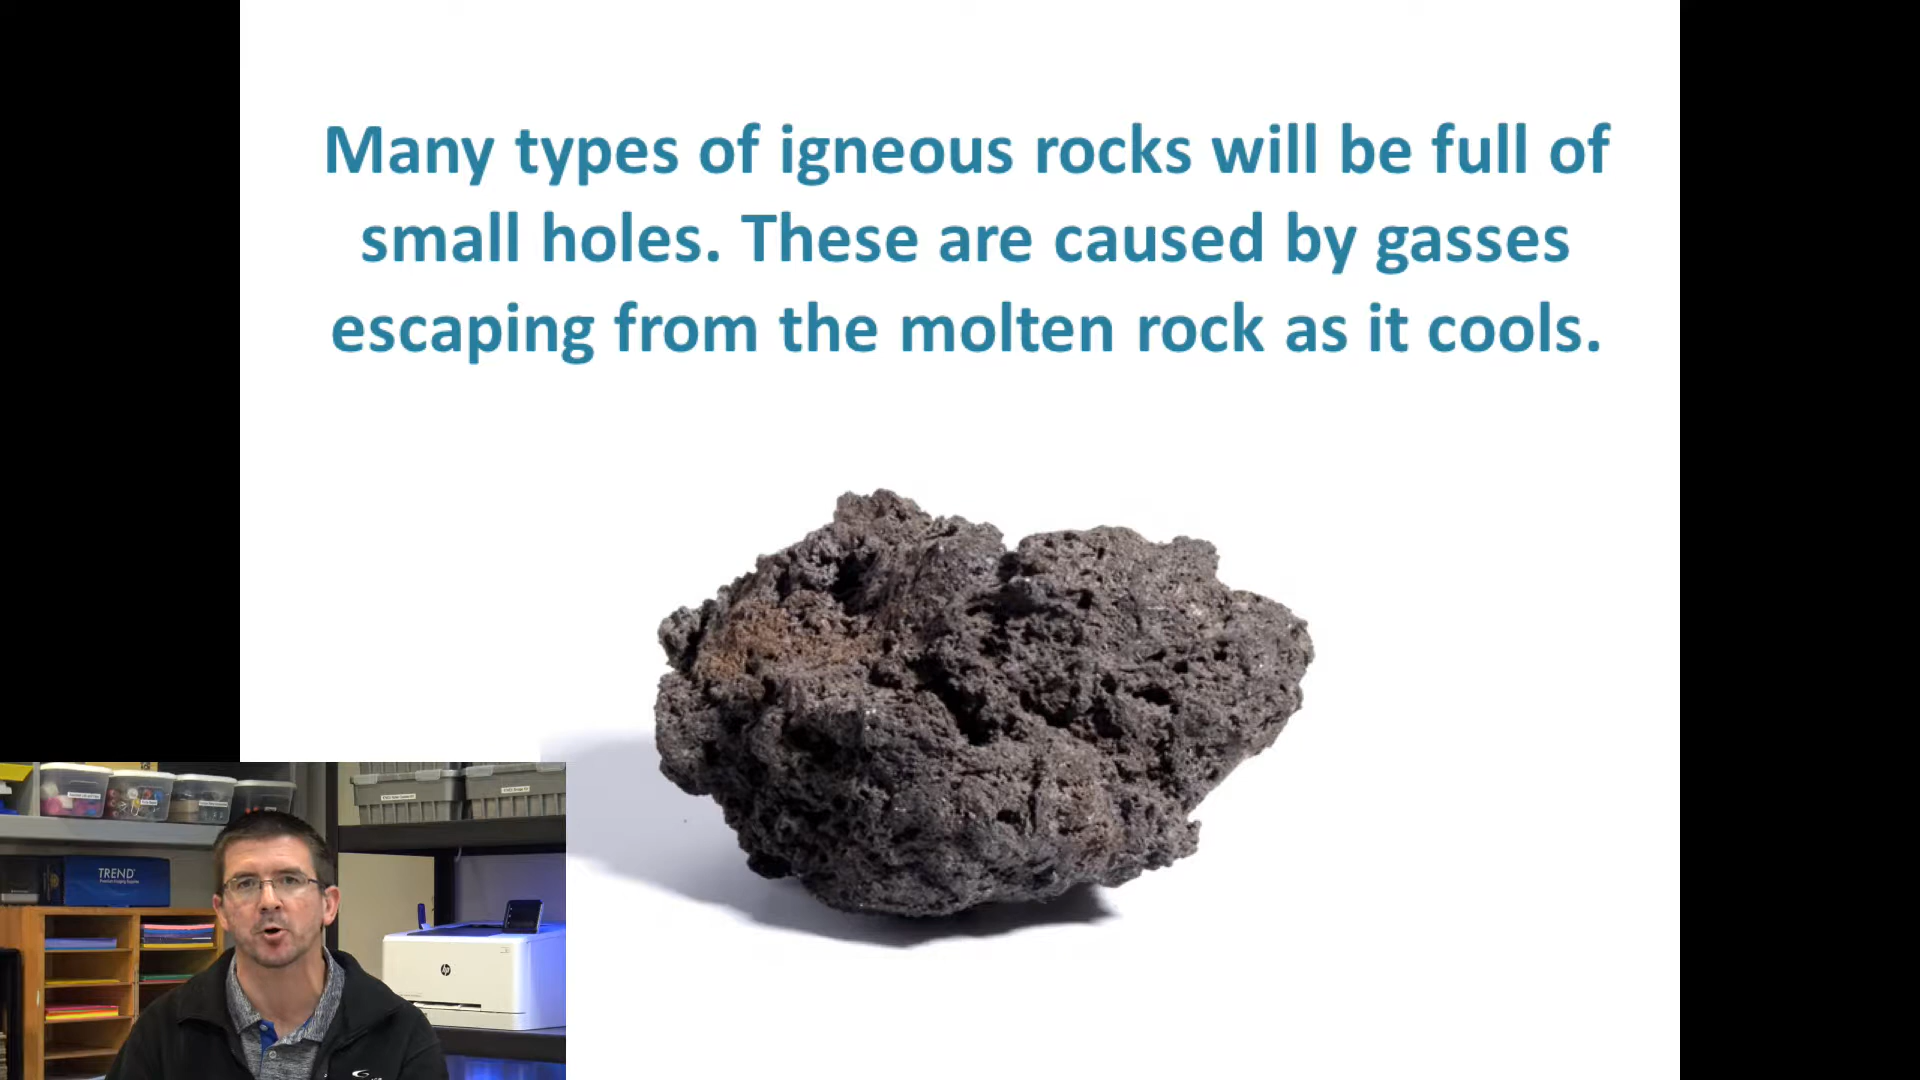 Many types of igneous rocks will be full of
small holes. These are caused by gasses
escaping from the molten rock as it cools.
TREND
hp